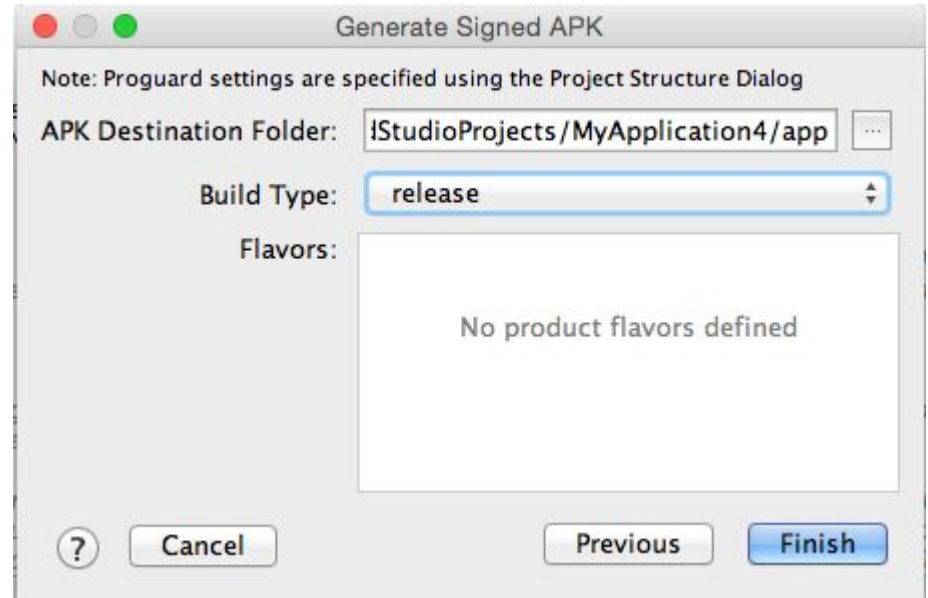 Generate Signed APK
Note: Proguard settings are specified using the Project Structure Dialog
APK Destination Folder: dStudioProjects/MyApplication4/app ...
Build Type: release
Flavors:
No product flavors defined
? Cancel Previous Finish